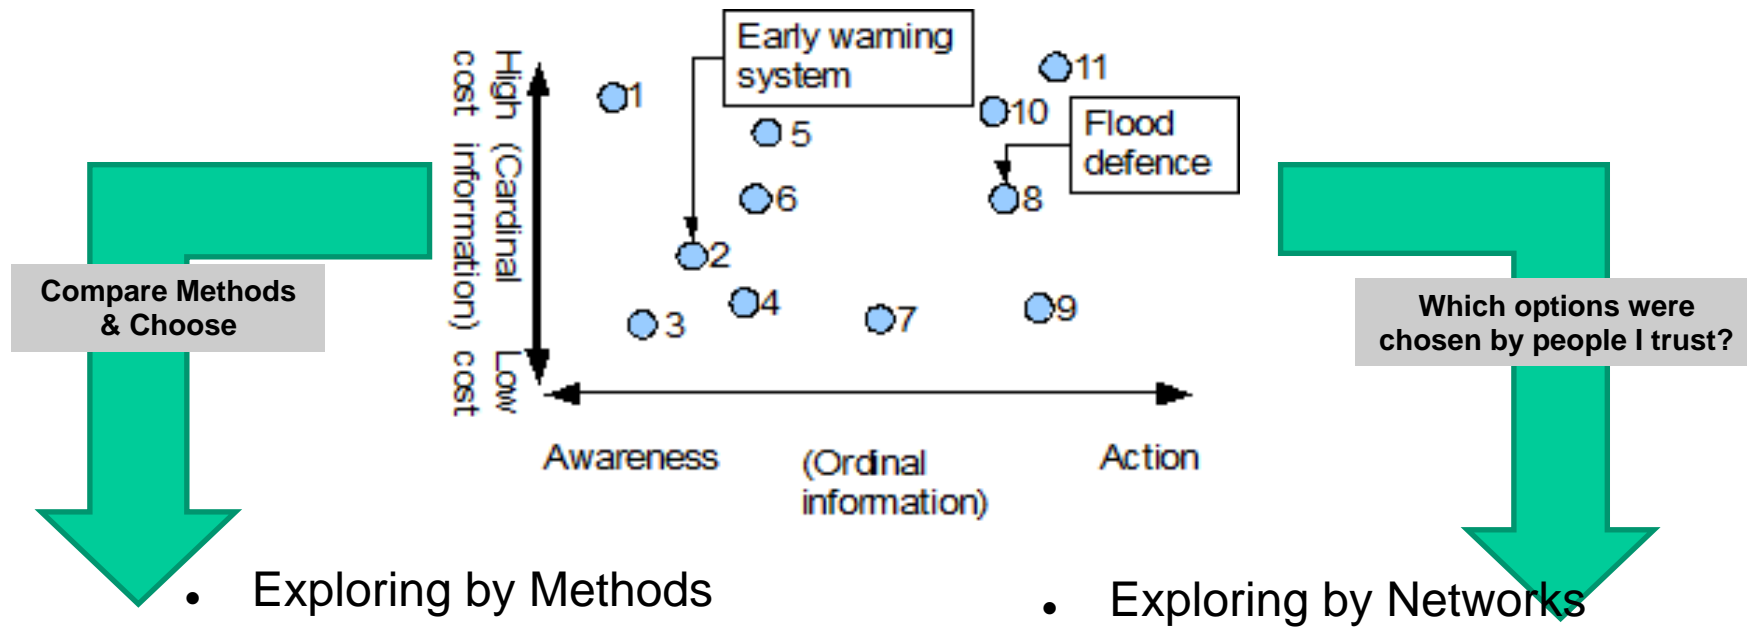 Early warning
system
1
5
6
2
3
4
7
11
10
Flood
defence
8
9
High (Cardinal Low
cost information) cost
Awareness
(Ordinal
information)
Action
Compare Methods
& Choose
Which options were
chosen by people I trust?
• Exploring by Methods
• Exploring by Networks